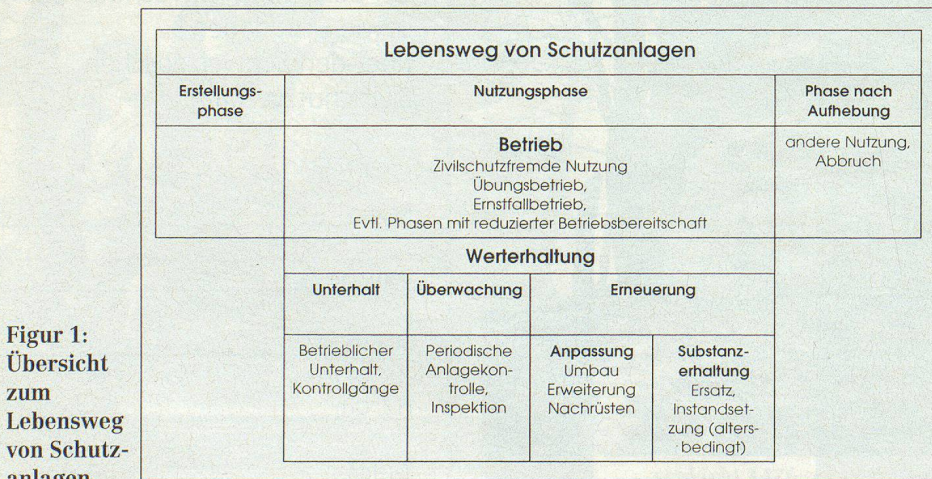 Lebensweg von Schutzanlagen
Erstellungs-
phase
Nutzungsphase
Phase nach
Aufhebung
Betrieb
Zivilschutzfremde Nutzung
Übungsbetrieb,
Ernstfallbetrieb,
Evtl. Phasen mit reduzierter Betriebsbereitschaft
andere Nutzung,
Abbruch
Werterhaltung
Unterhalt
Überwachung
Erneuerung
Betrieblicher
Unterhalt,
Kontrollgänge
Periodische
Anlagekon-
trolle,
Inspektion
Anpassung
Umbau
Erweiterung
Nachrüsten
Substanz-
erhaltung
Ersatz,
Instandset-
zung (alters-
bedingt)
Figur 1:
Übersicht
zum
Lebensweg
von Schutz-
anlagen